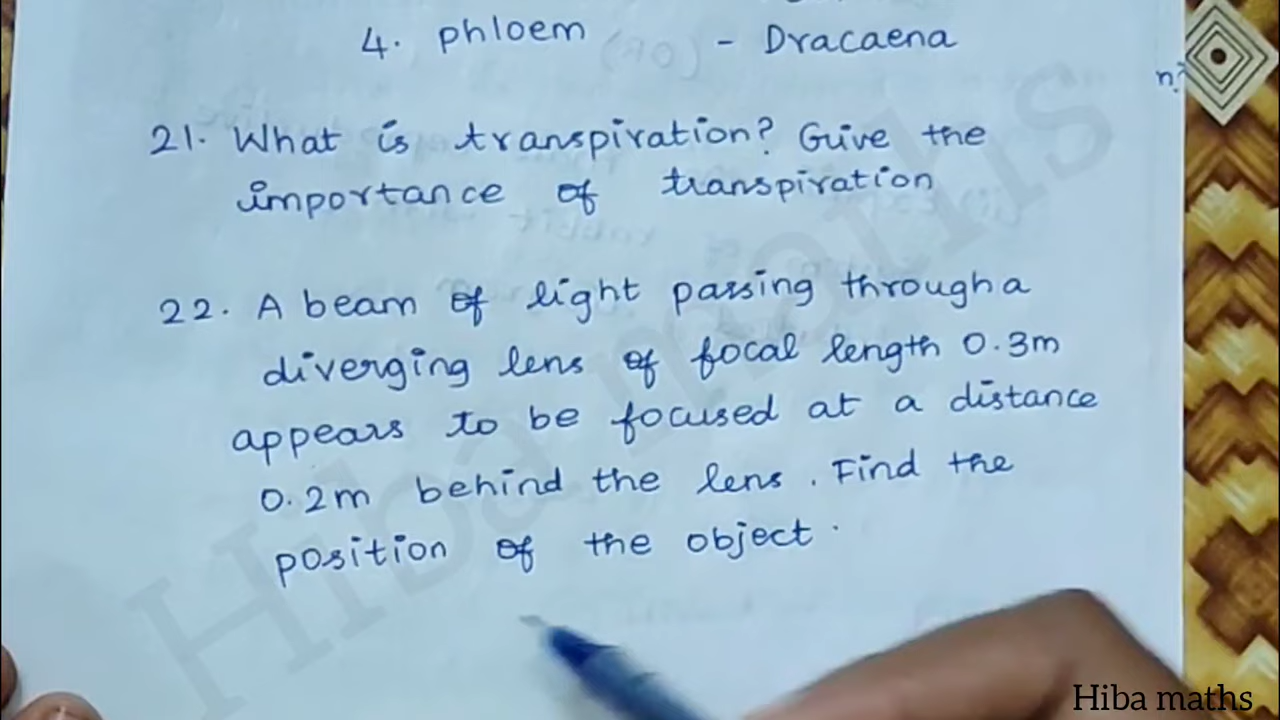 4. phloem - Dracaena
n?
21. What is transpiration? Give the
importance of transpiration
22. A beam of light passing through a
diverging lens of focal length 0.3m
appears to be focused at a distance
0.2m behind the lens. Find the
position of the object.
Hiba maths
Hiba maths